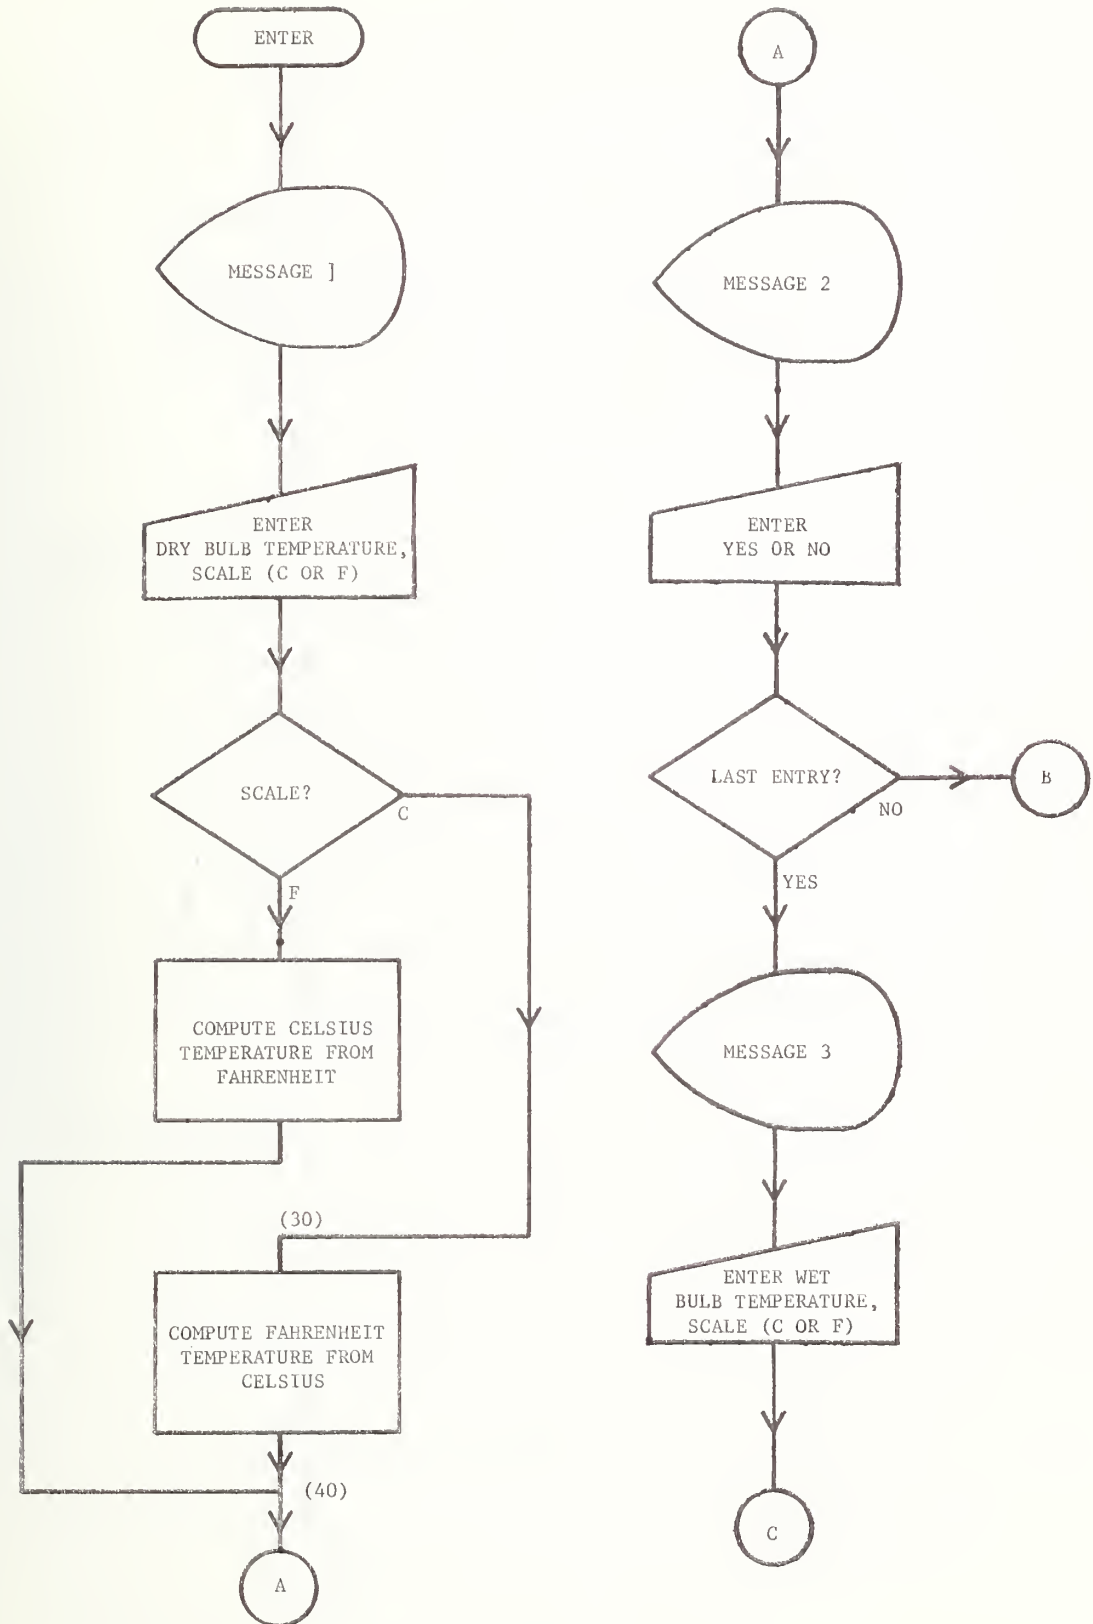 ENTER
MESSAGE 1
ENTER
DRY BULB TEMPERATURE,
SCALE (C OR F)
SCALE?
C
F
COMPUTE CELSIUS
TEMPERATURE FROM
FAHRENHEIT
(30)
COMPUTE FAHRENHEIT
TEMPERATURE FROM
CELSIUS
(40)
A
A
MESSAGE 2
ENTER
YES OR NO
LAST ENTRY?
NO
B
YES
MESSAGE 3
ENTER WET
BULB TEMPERATURE,
SCALE (C OR F)
C